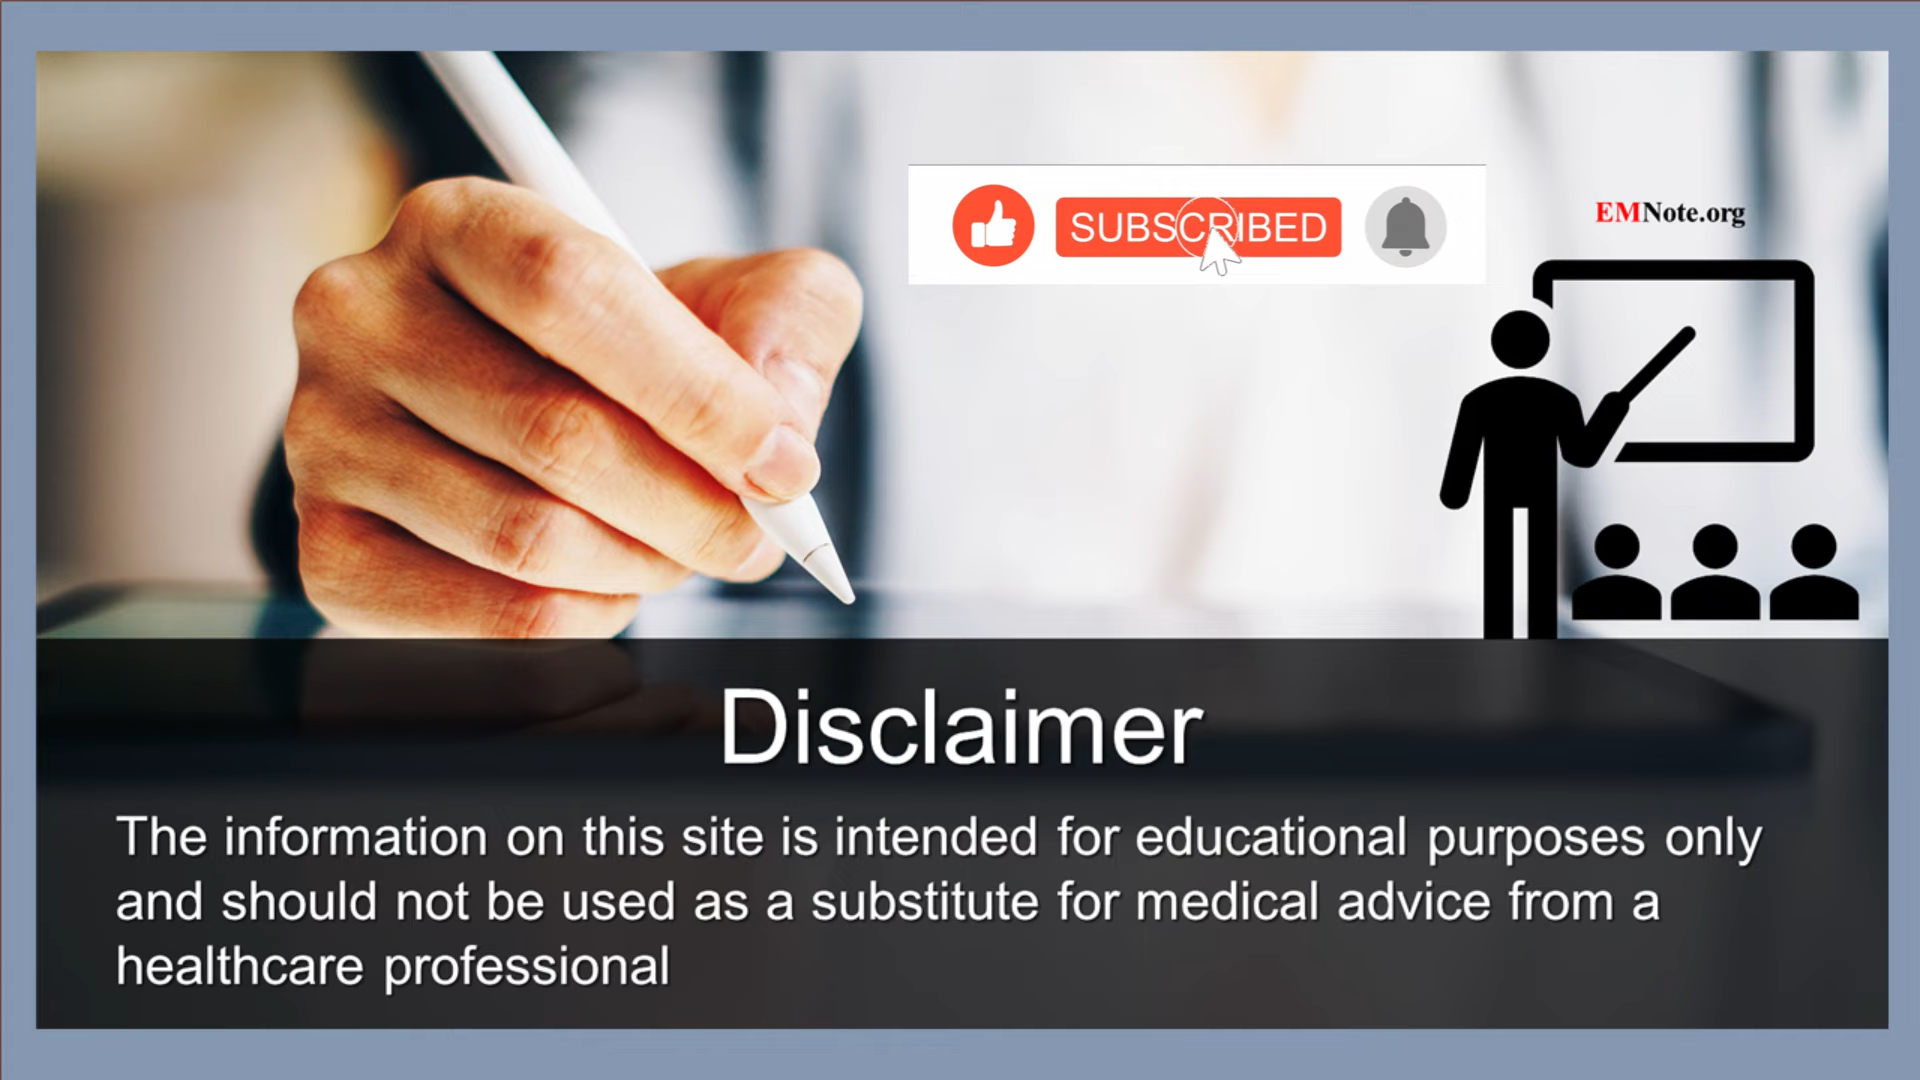 SUBSCRIBED
EMNote.org
Disclaimer
The information on this site is intended for educational purposes only
and should not be used as a substitute for medical advice from a
healthcare professional